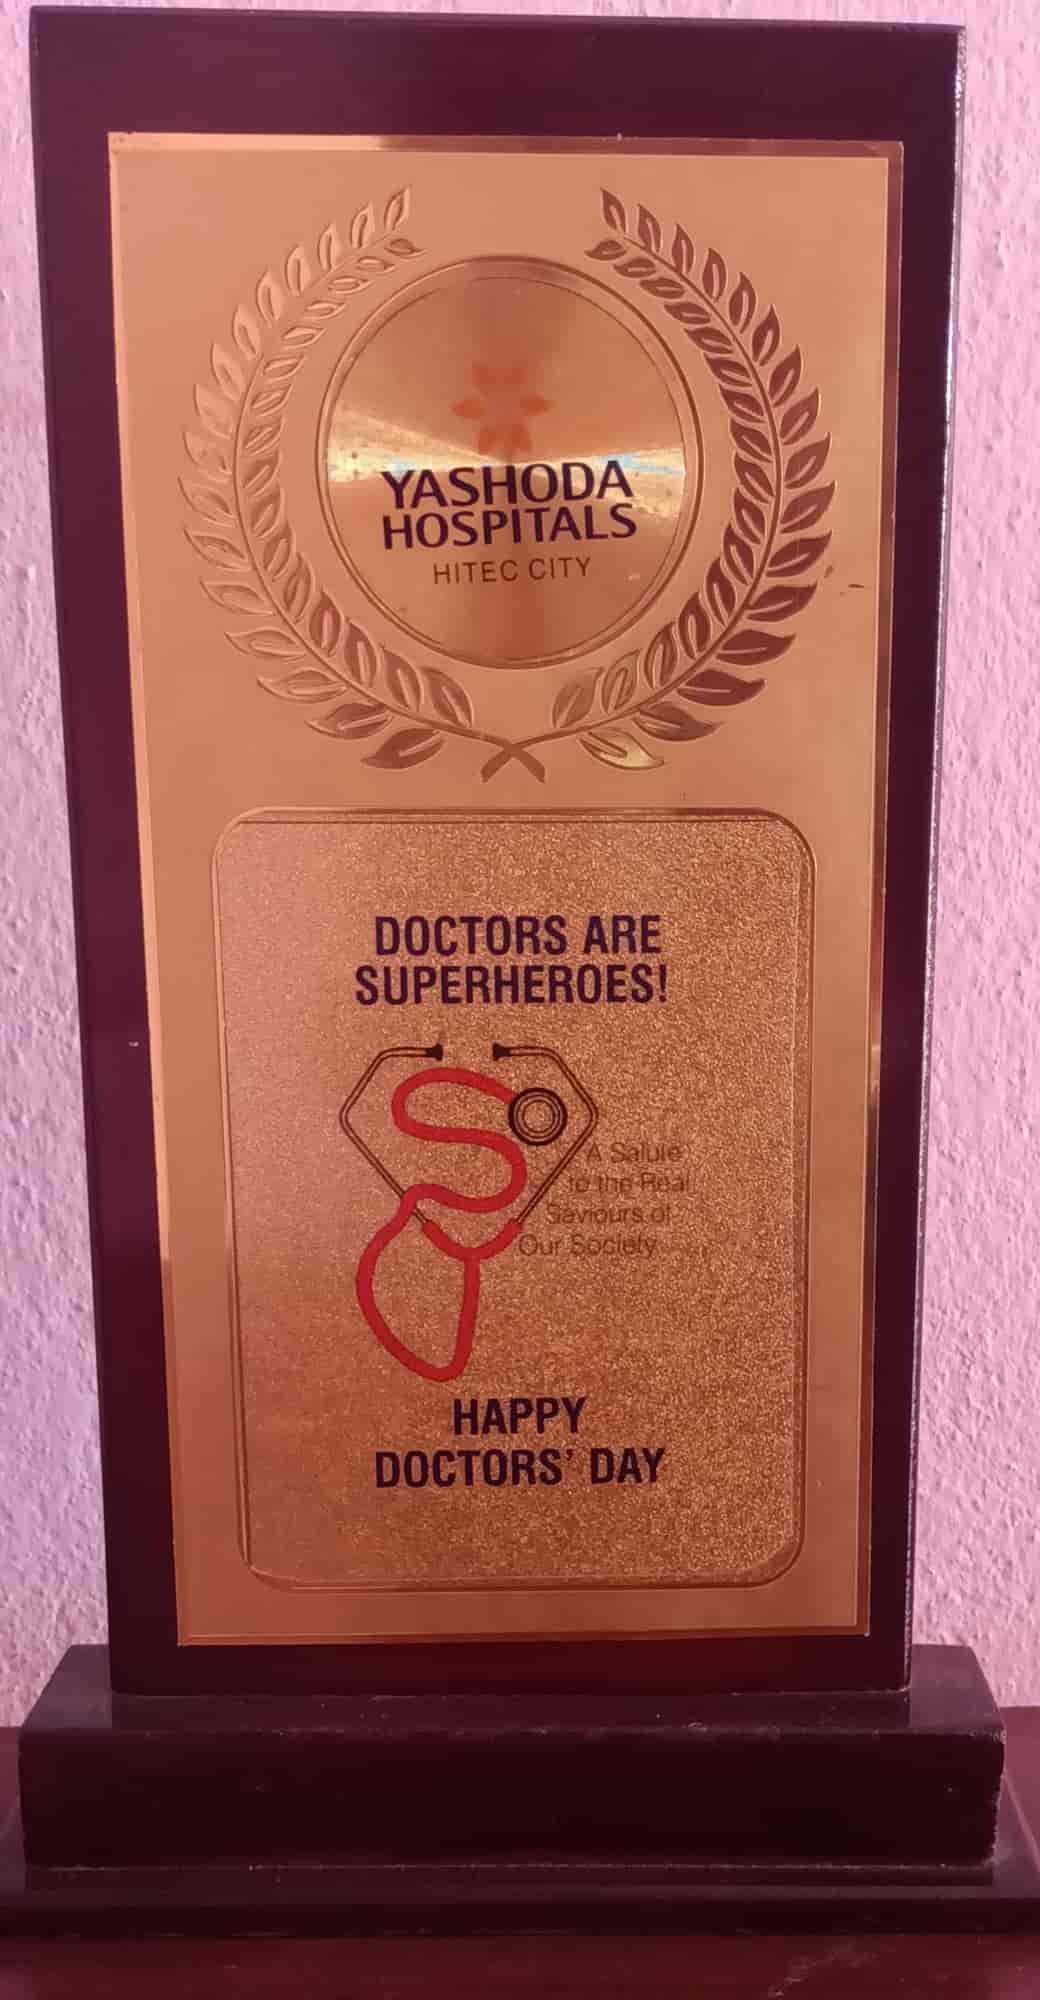 YASHODA
HOSPITALS
HITEC CITY
DOCTORS ARE
SUPERHEROES!
A Salute
to the Real
Saviours of
Our Society
HAPPY
DOCTORS' DAY